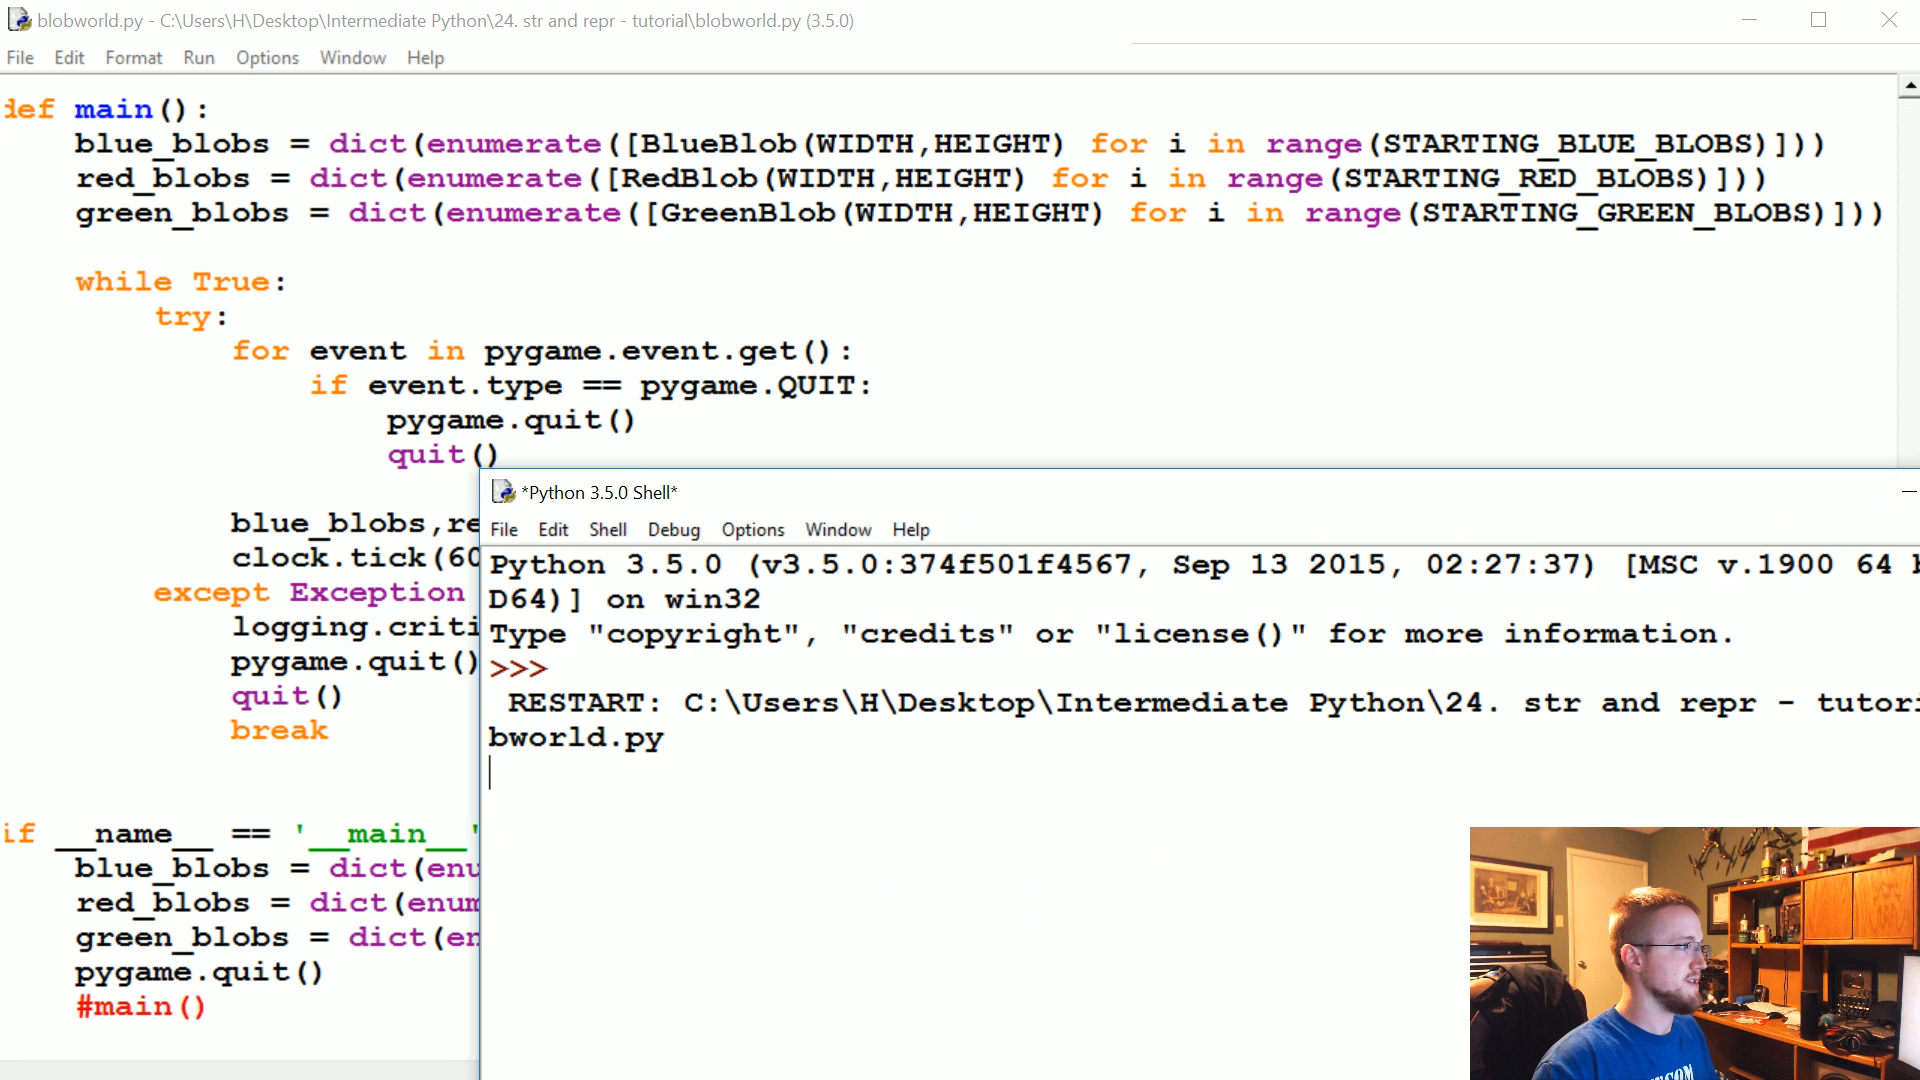 blobworld.py - C:\Users\H\Desktop\Intermediate Python\24. str and repr - tutorial\blobworld.py (3.5.0)
File Edit Format Run Options Window Help
def main():
blue_blobs = dict(enumerate([BlueBlob(WIDTH,HEIGHT) for i in range(STARTING_BLUE_BLOBS)]))
red_blobs = dict(enumerate([RedBlob(WIDTH,HEIGHT) for i in range(STARTING_RED_BLOBS)]))
green_blobs = dict(enumerate([GreenBlob(WIDTH,HEIGHT) for i in range(STARTING_GREEN_BLOBS)]))
while True:
try:
for event in pygame.event.get():
if event.type == pygame.QUIT:
pygame.quit()
quit()
blue_blobs,re
clock.tick(60
except Exception
logging.criti
pygame.quit()
quit()
break
if __name__ == '__main__'
blue_blobs = dict(enu
red_blobs = dict(enum
green_blobs = dict(en
pygame.quit()
#main()
*Python 3.5.0 Shell*
File Edit Shell Debug Options Window Help
Python 3.5.0 (v3.5.0:374f501f4567, Sep 13 2015, 02:27:37) [MSC v.1900 64 b
D64)] on win32
Type "copyright", "credits" or "license()" for more information.
>>>
RESTART: C:\Users\H\Desktop\Intermediate Python\24. str and repr - tutori
bworld.py